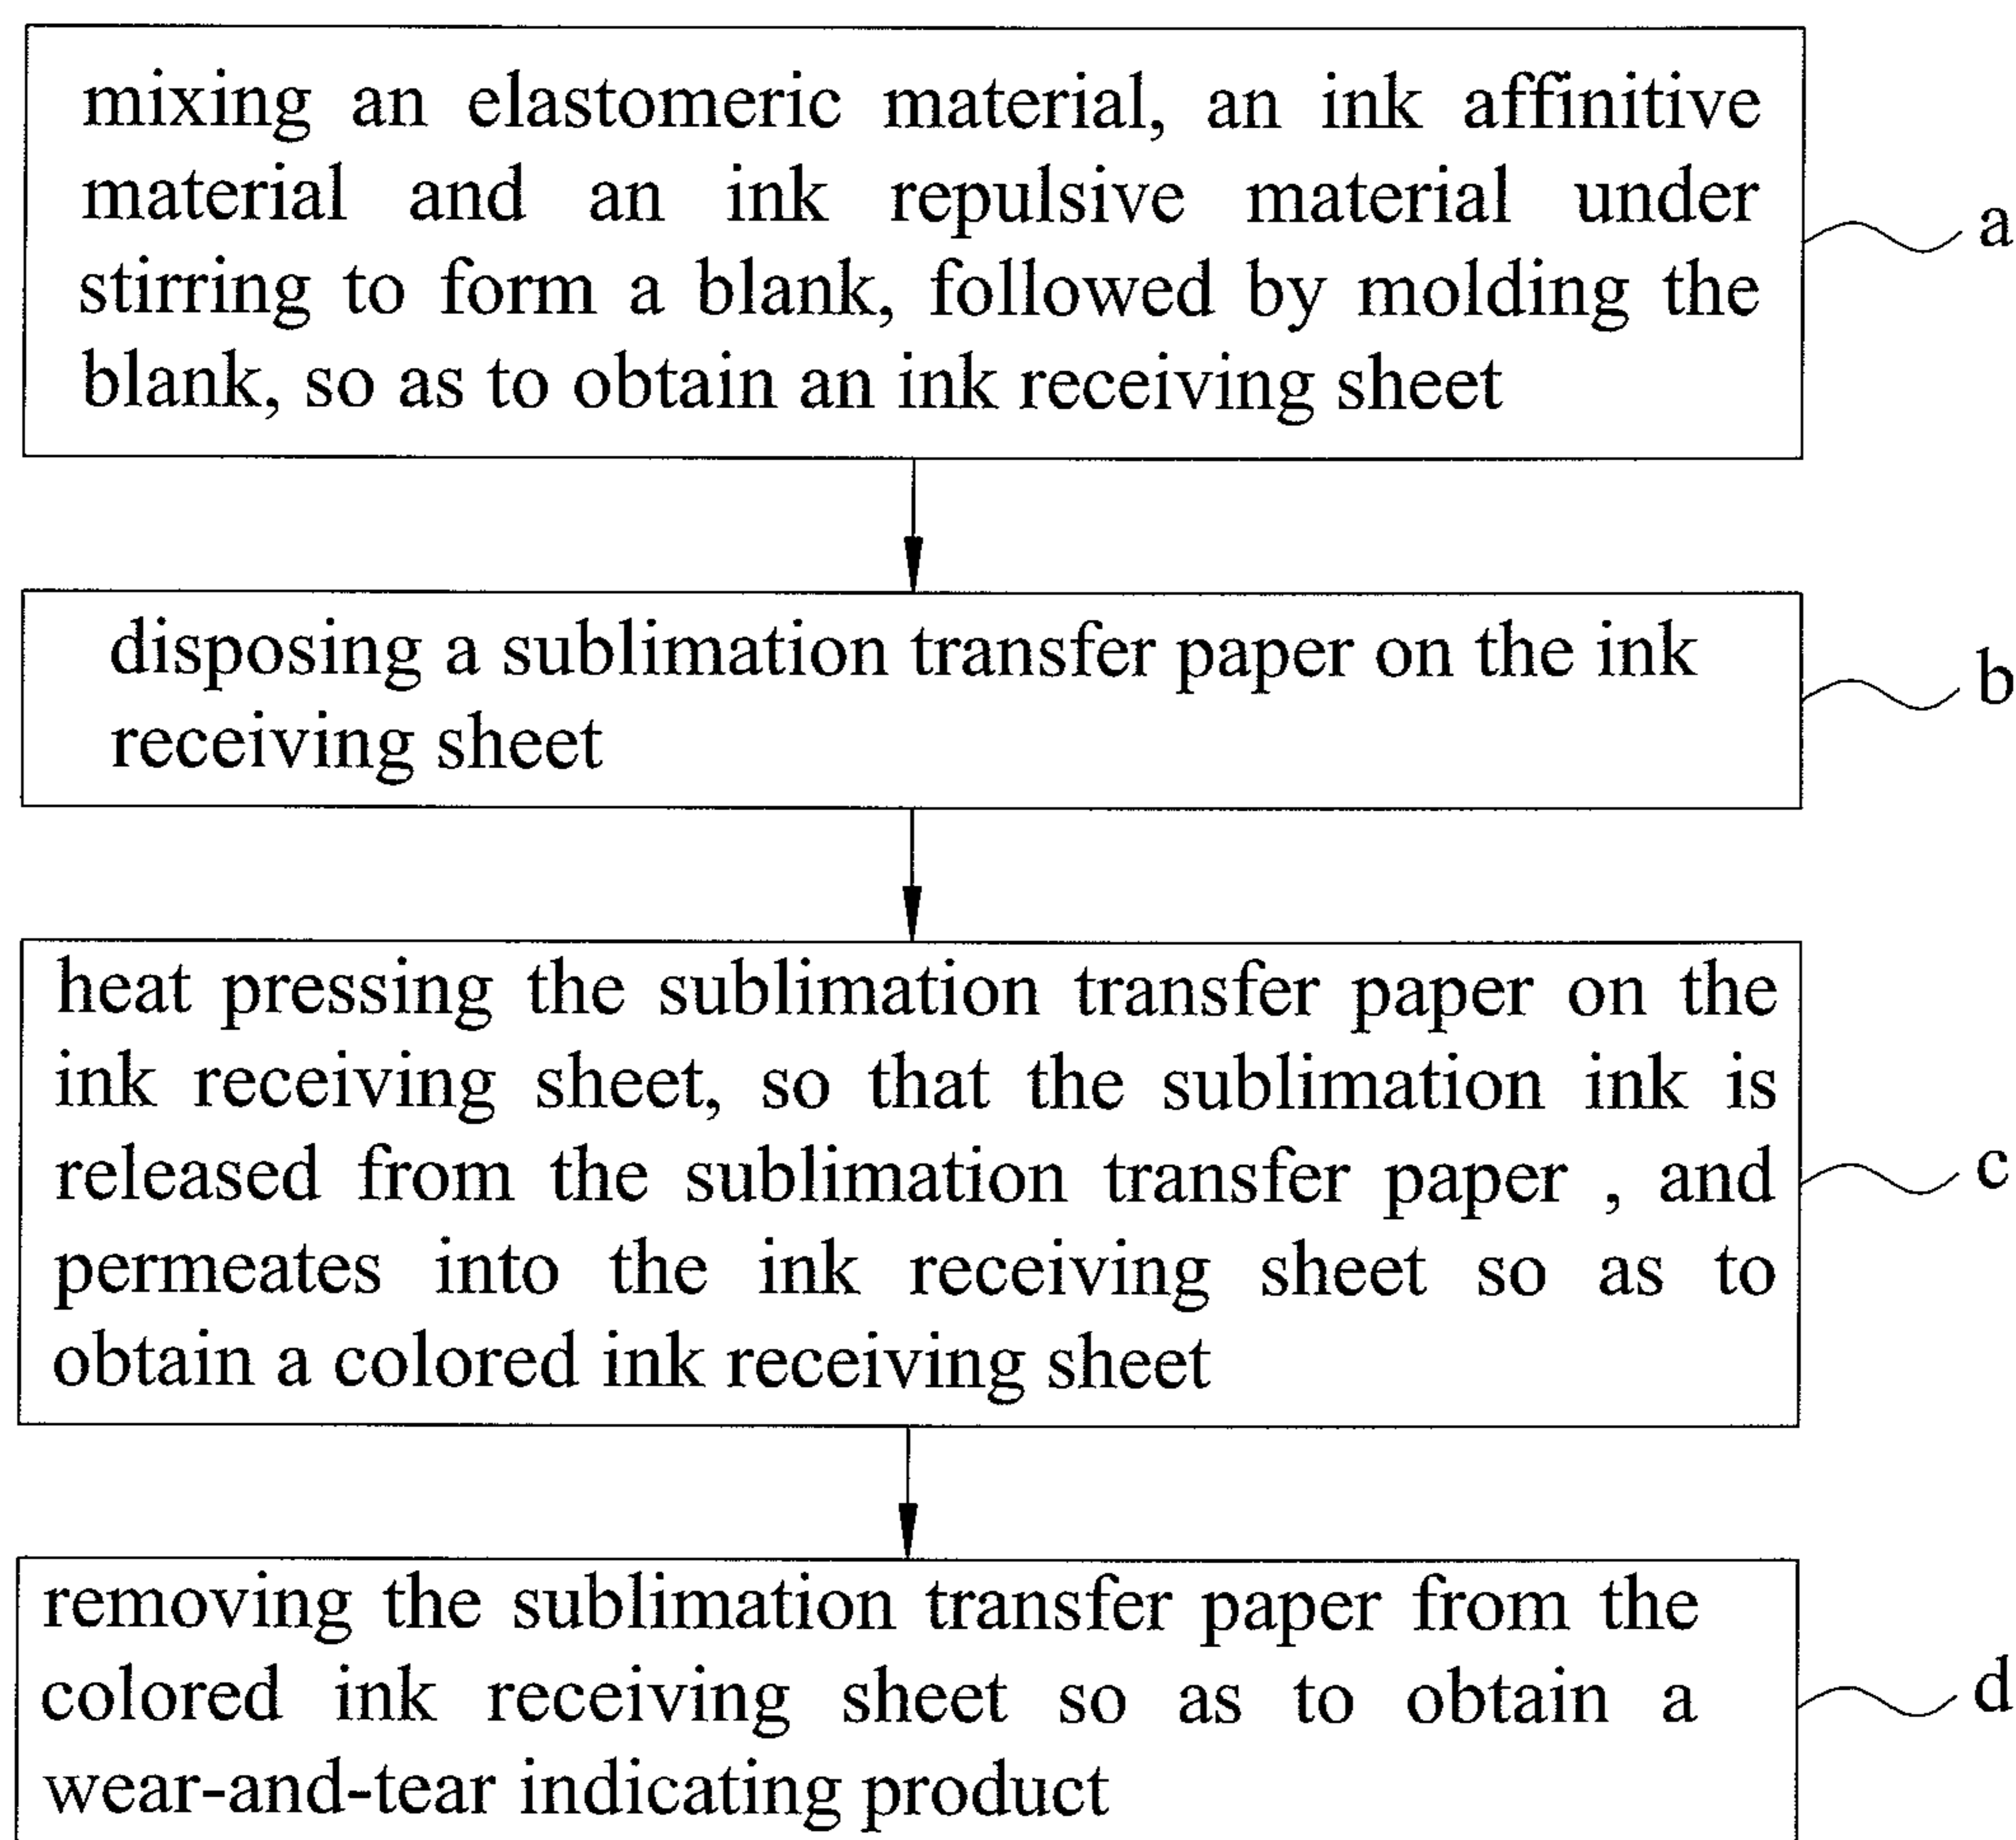 mixing an elastomeric material, an ink affinitive
material and an ink repulsive material under
stirring to form a blank, followed by molding the
blank, so as to obtain an ink receiving sheet
a
disposing a sublimation transfer paper on the ink
receiving sheet
b
heat pressing the sublimation transfer paper on the
ink receiving sheet, so that the sublimation ink is
released from the sublimation transfer paper , and
permeates into the ink receiving sheet so as to
obtain a colored ink receiving sheet
c
removing the sublimation transfer paper from the
colored ink receiving sheet so as to obtain a
wear-and-tear indicating product
d